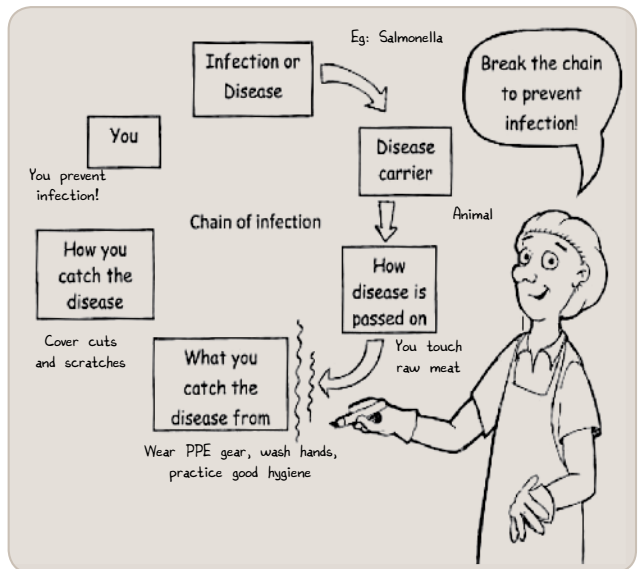 Eg: Salmonella
Infection or
Disease
Break the chain
to prevent
infection!
You
You prevent
infection!
Disease
carrier
Animal
Chain of infection
How you
catch the
disease
How
disease is
passed on
Cover cuts
and scratches
You touch
raw meat
What you
catch the
disease from
Wear PPE gear, wash hands,
practice good hygiene